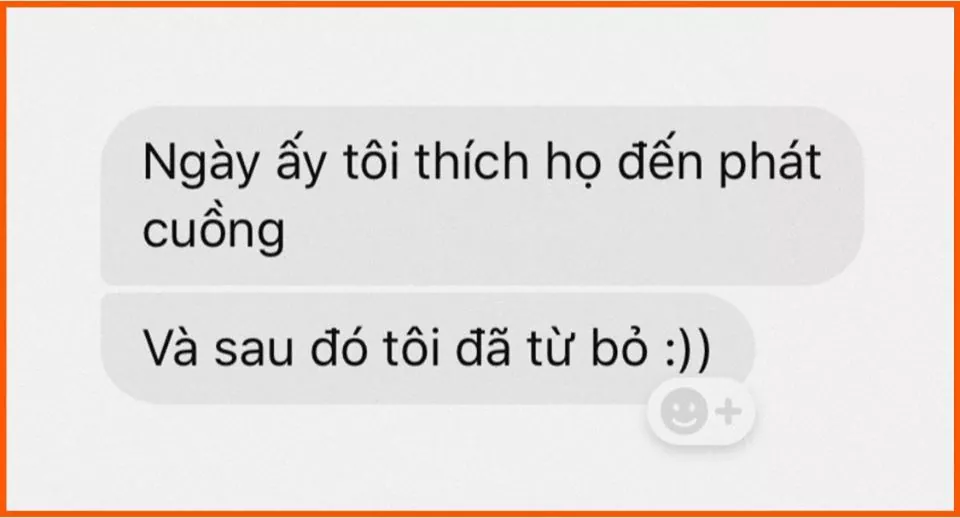 Ngày ấy tôi thích họ đến phát
cuồng
Và sau đó tôi đã từ bỏ :))